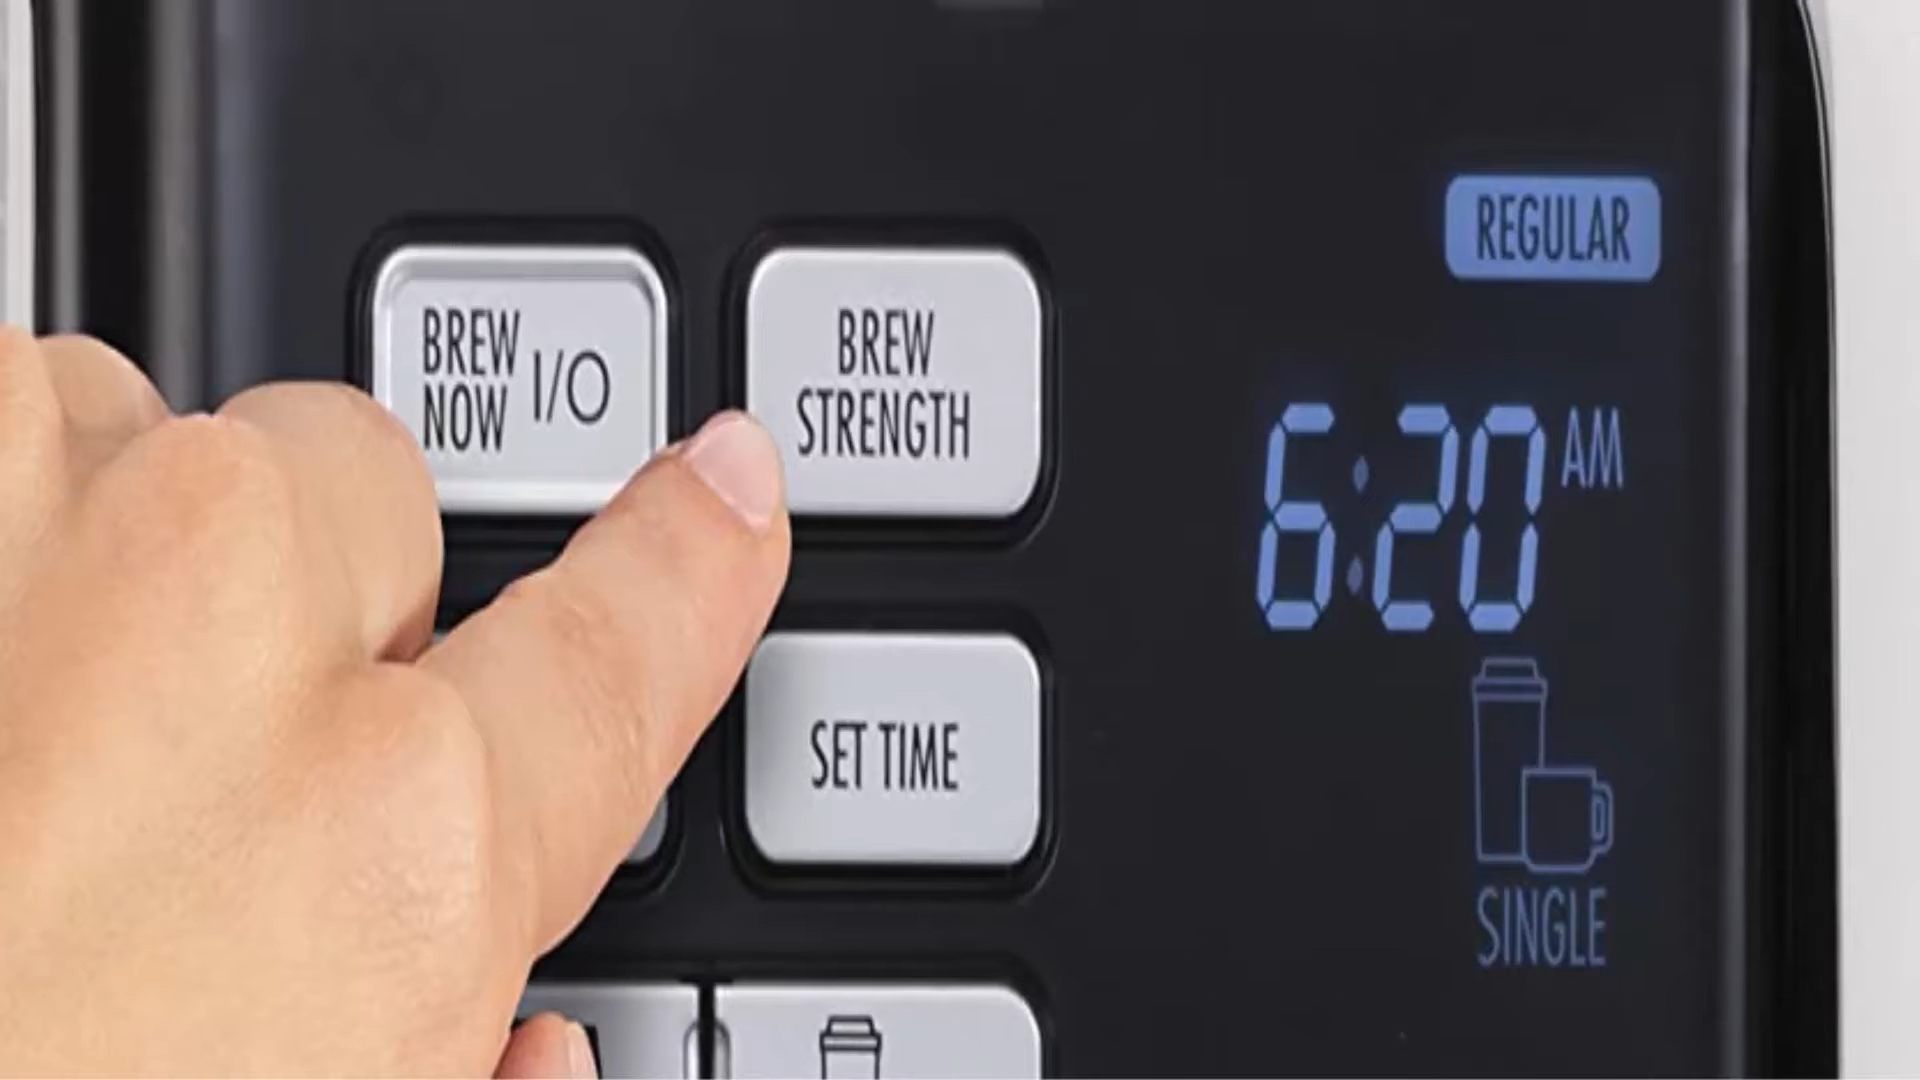 REGULAR
BREW
NOW I/O
BREW
STRENGTH
6:20 AM
SET TIME
SINGLE